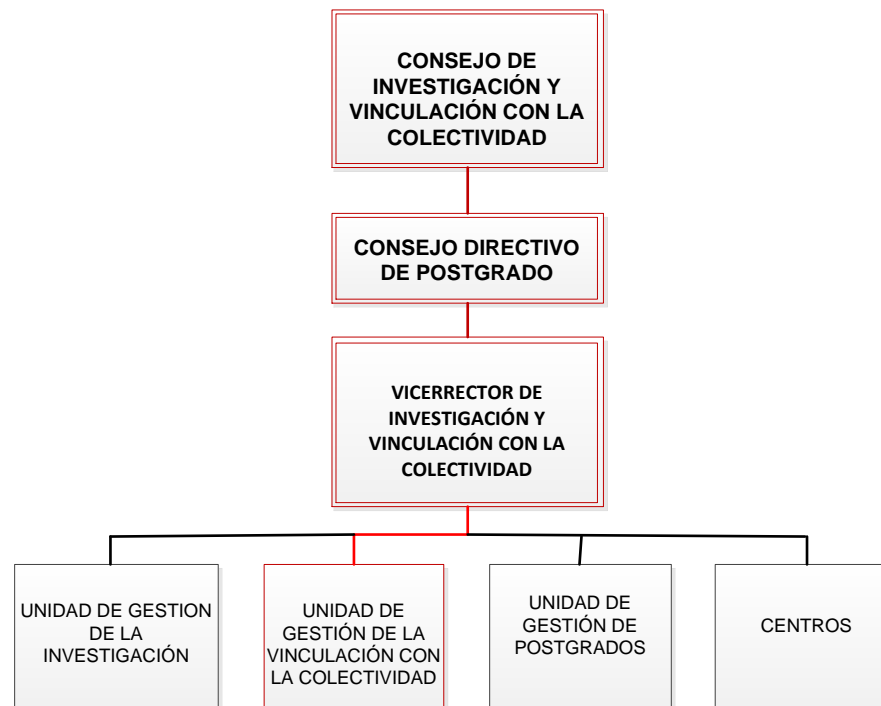 CONSEJO DE
INVESTIGACIÓN Y
VINCULACIÓN CON LA
COLECTIVIDAD
CONSEJO DIRECTIVO
DE POSTGRADO
VICERRECTOR DE
INVESTIGACIÓN Y
VINCULACIÓN CON LA
COLECTIVIDAD
UNIDAD DE GESTION
DE LA
INVESTIGACIÓN
UNIDAD DE
GESTIÓN DE LA
VINCULACIÓN CON
LA COLECTIVIDAD
UNIDAD DE
GESTIÓN DE
POSTGRADOS
CENTROS